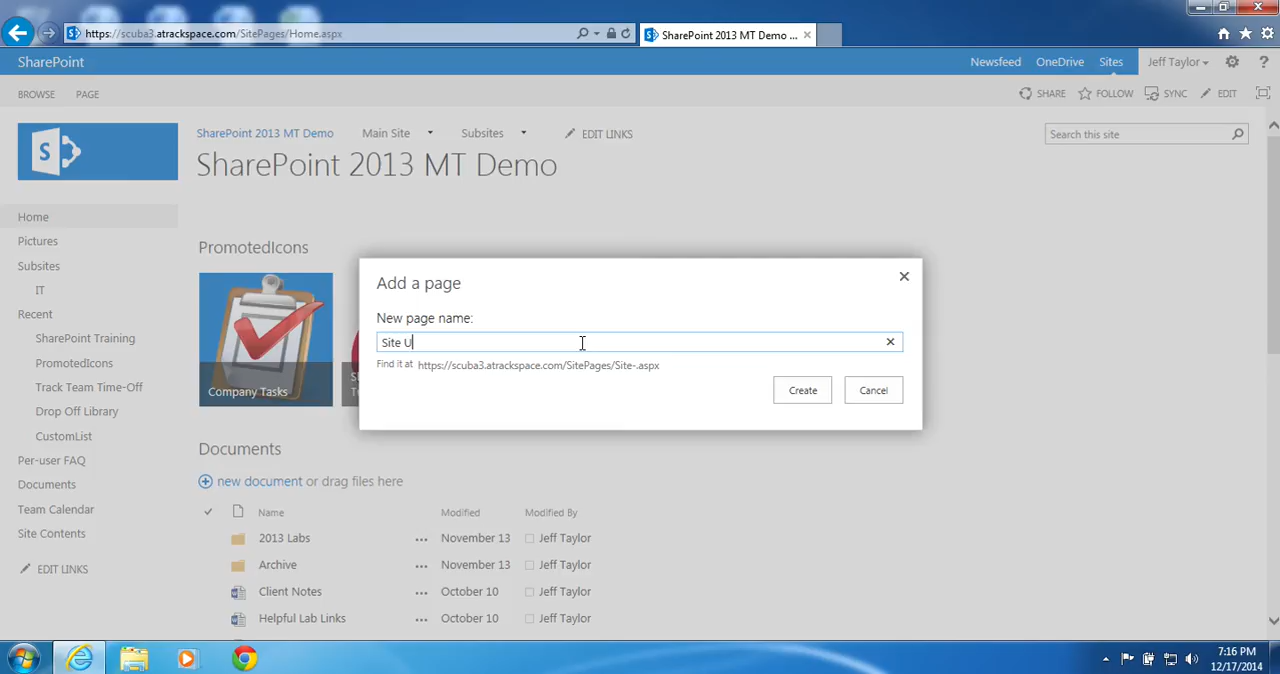 https://scuba3.atrackspace.com/SitePages/Home.aspx
SharePoint 2013 MT Demo ...
SharePoint
Newsfeed OneDrive Sites Jeff Taylor
BROWSE PAGE
SHARE FOLLOW SYNC EDIT
SharePoint 2013 MT Demo Main Site Subsites EDIT LINKS
Search this site
SharePoint 2013 MT Demo
Home
Pictures
Subsites
IT
Recent
SharePoint Training
PromotedIcons
Track Team Time-Off
Drop Off Library
CustomList
Per-user FAQ
Documents
Team Calendar
Site Contents
EDIT LINKS
PromotedIcons
Company Tasks
Add a page
New page name:
Site U
Find it at https://scuba3.atrackspace.com/SitePages/Site-.aspx
Create Cancel
Documents
new document or drag files here
Name Modified Modified By
2013 Labs ... November 13 Jeff Taylor
Archive ... November 13 Jeff Taylor
Client Notes ... October 10 Jeff Taylor
Helpful Lab Links ... October 10 Jeff Taylor
7:16 PM
12/17/2014